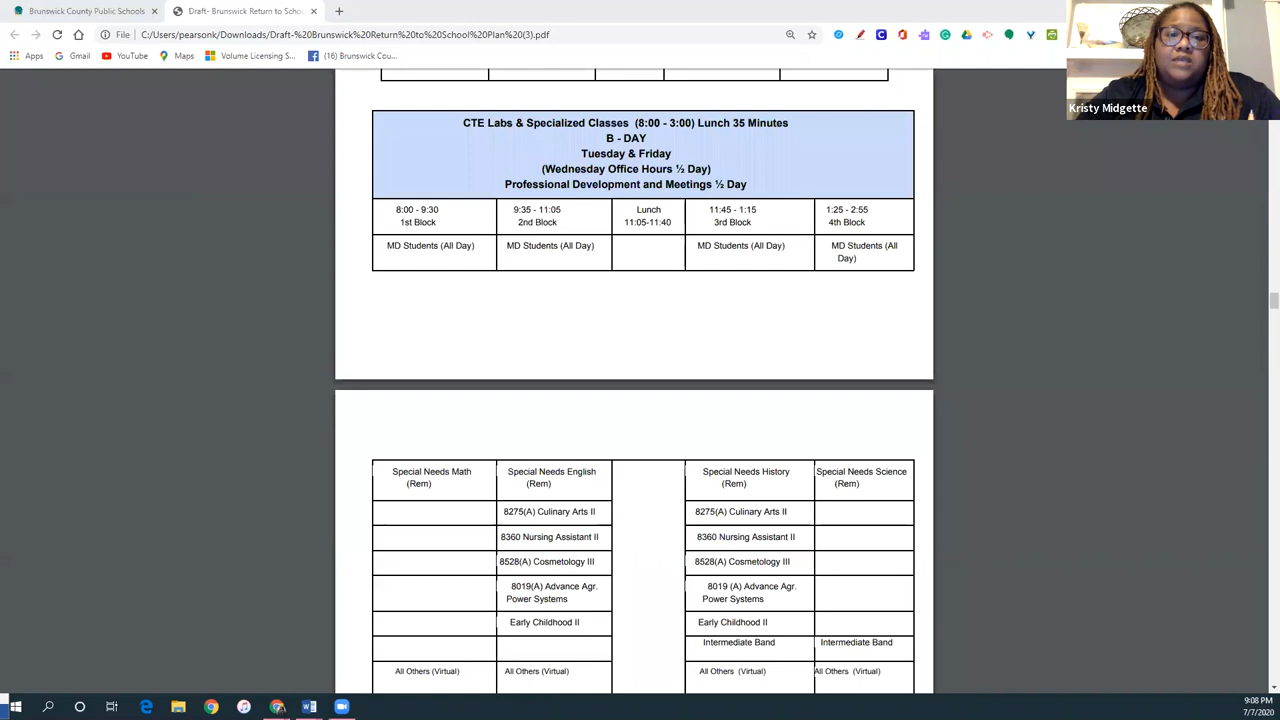 Brunswick County Public Schools
Draft- Brunswick Return to Schoo
File
C:/Users/pearsonk/Downloads/Draft-%20Brunswick%20Return%20to%20School%20Plan%20(3).pdf
Apps
Gmail
YouTube
Maps
Volume Licensing S...
(16) Brunswick Cou...
Kristy Midgette
CTE Labs & Specialized Classes (8:00 - 3:00) Lunch 35 Minutes
B - DAY
Tuesday & Friday
(Wednesday Office Hours ½ Day)
Professional Development and Meetings ½ Day
8:00 - 9:30 9:35 - 11:05 Lunch 11:45 - 1:15 1:25 - 2:55
1st Block 2nd Block 11:05-11:40 3rd Block 4th Block
MD Students (All Day) MD Students (All Day) MD Students (All Day) MD Students (All
Day)
Special Needs Math Special Needs English Special Needs History Special Needs Science
(Rem) (Rem) (Rem) (Rem)
8275(A) Culinary Arts II 8275(A) Culinary Arts II
8360 Nursing Assistant II 8360 Nursing Assistant II
8528(A) Cosmetology III 8528(A) Cosmetology III
8019(A) Advance Agr. 8019 (A) Advance Agr.
Power Systems Power Systems
Early Childhood II Early Childhood II
Intermediate Band Intermediate Band
All Others (Virtual) All Others (Virtual) All Others (Virtual) All Others (Virtual)
9:08 PM
7/7/2020